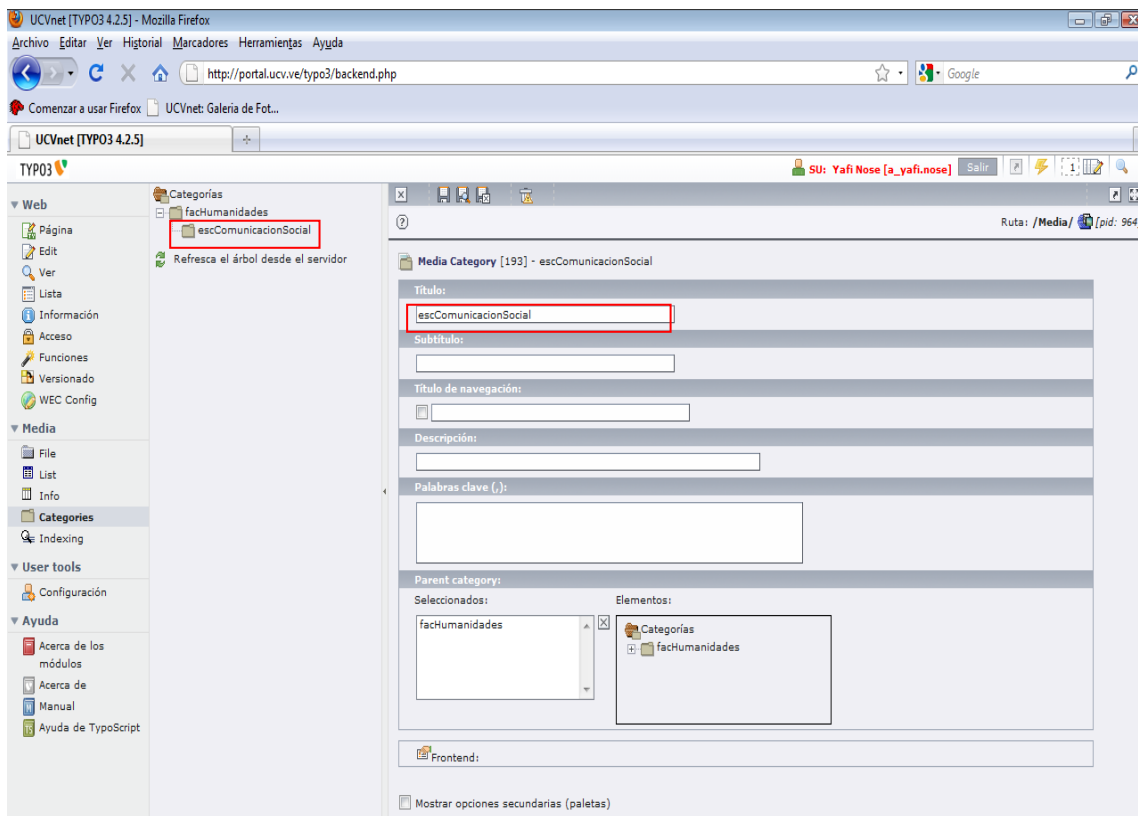 UCVnet [TYPO3 4.2.5] - Mozilla Firefox
Archivo Editar Ver Historial Marcadores Herramientas Ayuda
http://portal.ucv.ve/typo3/backend.php
Google
Comenzar a usar Firefox UCVnet: Galeria de Fot...
UCVnet [TYPO3 4.2.5]
TYPO3
SU: Yafi Nose [a_yafi.nose] Salir 1
Web
Página
Edit
Ver
Lista
Información
Acceso
Funciones
Versionado
WEC Config
Media
File
List
Info
Categories
Indexing
User tools
Configuración
Ayuda
Acerca de los
módulos
Acerca de
Manual
Ayuda de TypoScript
Categorías
facHumanidades
escComunicacionSocial
Refresca el árbol desde el servidor
Ruta: /Media/ [pid: 964]
Media Category [193] - escComunicacionSocial
Título:
escComunicacionSocial
Subtítulo:
Título de navegación:
Descripción:
Palabras clave (,):
Parent category:
Seleccionados: Elementos:
facHumanidades
Categorías
facHumanidades
Frontend:
Mostrar opciones secundarias (paletas)